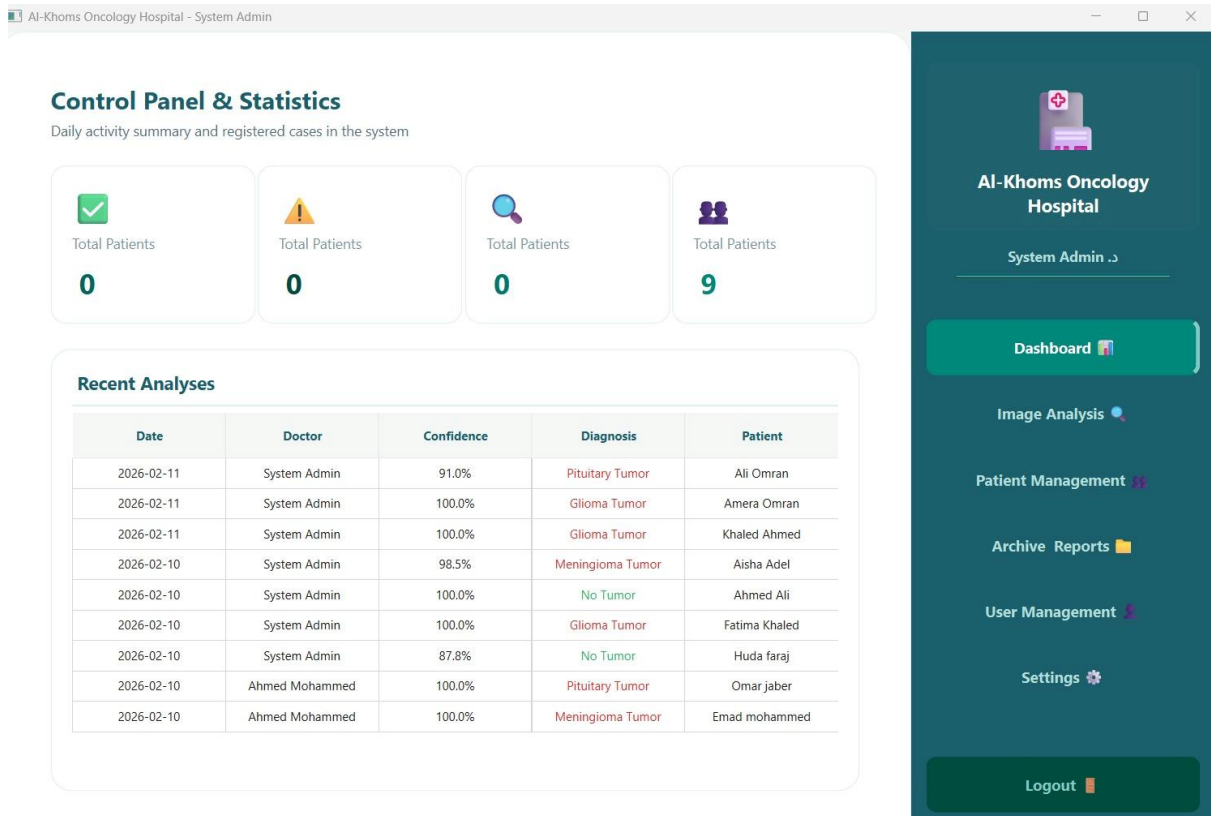 Al-Khoms Oncology Hospital - System Admin
Control Panel & Statistics
Daily activity summary and registered cases in the system
Total Patients
0
Total Patients
0
Total Patients
0
Total Patients
9
Recent Analyses
Date Doctor Confidence Diagnosis Patient
2026-02-11 System Admin 91.0% Pituitary Tumor Ali Omran
2026-02-11 System Admin 100.0% Glioma Tumor Amera Omran
2026-02-11 System Admin 100.0% Glioma Tumor Khaled Ahmed
2026-02-10 System Admin 98.5% Meningioma Tumor Aisha Adel
2026-02-10 System Admin 100.0% No Tumor Ahmed Ali
2026-02-10 System Admin 100.0% Glioma Tumor Fatima Khaled
2026-02-10 System Admin 87.8% No Tumor Huda faraj
2026-02-10 Ahmed Mohammed 100.0% Pituitary Tumor Omar jaber
2026-02-10 Ahmed Mohammed 100.0% Meningioma Tumor Emad mohammed
Al-Khoms Oncology
Hospital
System Admin .د
Dashboard
Image Analysis
Patient Management
Archive Reports
User Management
Settings
Logout